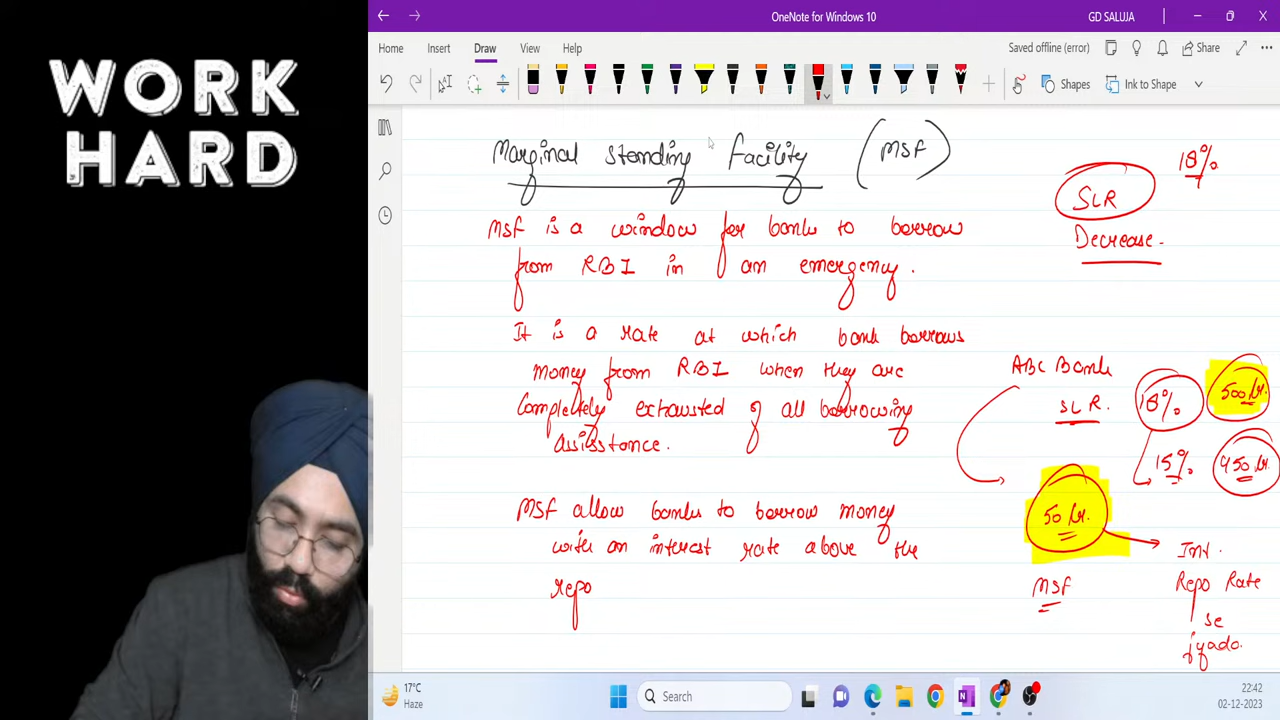 WORK
HARD
OneNote for Windows 10
GD SALUJA
Home Insert Draw View Help
Saved offline (error)
Share
Shapes
Ink to Shape
Marginal Standing Facility (MSF)
MSF is a window for banks to borrow
from RBI in an emergency.
It is a rate at which bank borrows
money from RBI when they are
Completely exhausted of all borrowing
assisstance.
MSF allow banks to borrow money
with an interest rate above the
repo
18%
SLR
Decrease.
ABC Bank
SLR. 18% 500 Cr.
15% 450 Cr.
50 Cr.
MSF
Int.
Repo Rate
se
jyada.
17°C
Haze
Search
22:42
02-12-2023